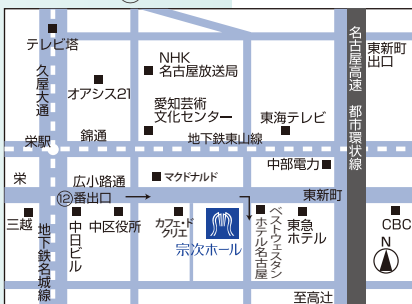 テレビ塔
久屋大通
オアシス21
NHK
名古屋放送局
愛知芸術
文化センター
東海テレビ
名古屋高速 都市環状線
東新町
出口
栄駅
錦通
地下鉄東山線
中部電力
栄
広小路通
マクドナルド
東新町
⑫番出口
三越
地下鉄名城線
中日ビル
中区役所
カフェ・ド
クリエ
宗次ホール
ベストウェスタン
ホテル名古屋
東急
ホテル
CBC
N
至高辻